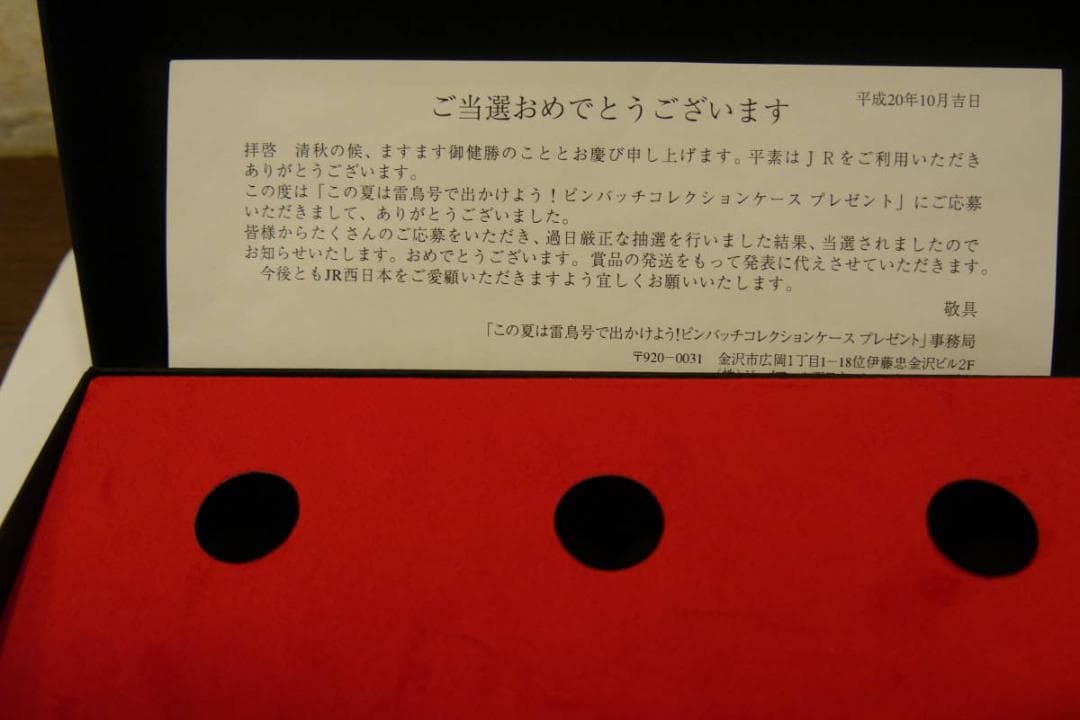 ご当選おめでとうございます
平成20年10月吉日
拝啓　清秋の候、ますます御健勝のこととお慶び申し上げます。平素はＪＲをご利用いただき
ありがとうございます。
この度は「この夏は雷鳥号で出かけよう！ピンバッチコレクションケース プレゼント」にご応募
いただきまして、ありがとうございました。
皆様からたくさんのご応募をいただき、過日厳正な抽選を行いました結果、当選されましたので
お知らせいたします。おめでとうございます。賞品の発送をもって発表に代えさせていただきます。
今後ともJR西日本をご愛顧いただきますよう宜しくお願いいたします。
敬具
「この夏は雷鳥号で出かけよう!ピンバッチコレクションケース プレゼント」事務局
〒920−0031　金沢市広岡1丁目1−18位伊藤忠金沢ビル2F